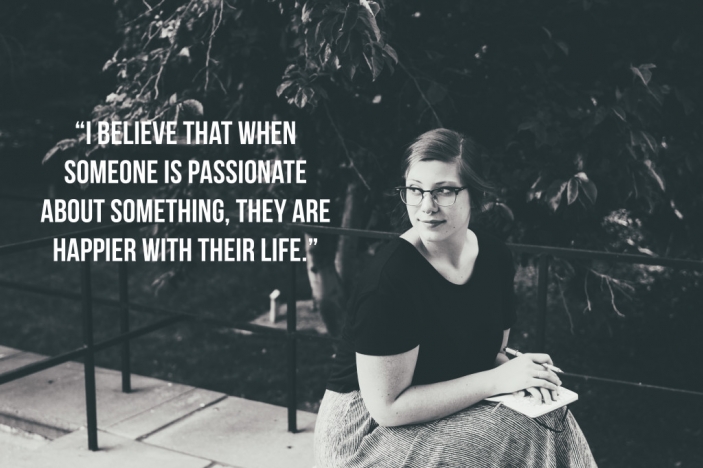 “I BELIEVE THAT WHEN
SOMEONE IS PASSIONATE
ABOUT SOMETHING, THEY ARE
HAPPIER WITH THEIR LIFE.”